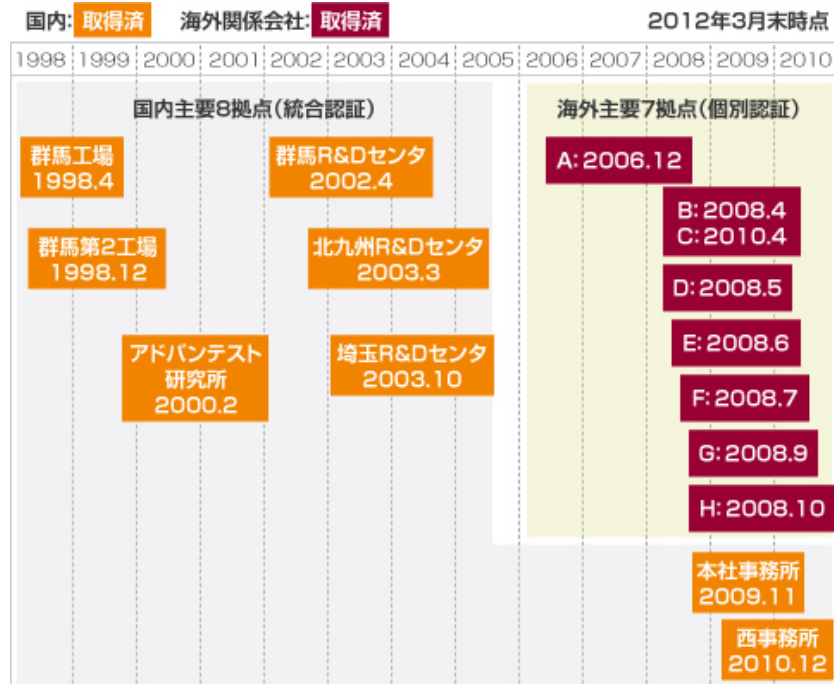 国内: 取得済 海外関係会社: 取得済 2012年3月末時点
1998 1999 2000 2001 2002 2003 2004 2005 2006 2007 2008 2009 2010
国内主要8拠点(統合認証)
海外主要7拠点(個別認証)
群馬工場
1998.4
群馬R&Dセンタ
2002.4
A:2006.12
B:2008.4
C:2010.4
群馬第2工場
1998.12
北九州R&Dセンタ
2003.3
D:2008.5
アドバンテスト
研究所
2000.2
埼玉R&Dセンタ
2003.10
E:2008.6
F:2008.7
G:2008.9
H:2008.10
本社事務所
2009.11
西事務所
2010.12